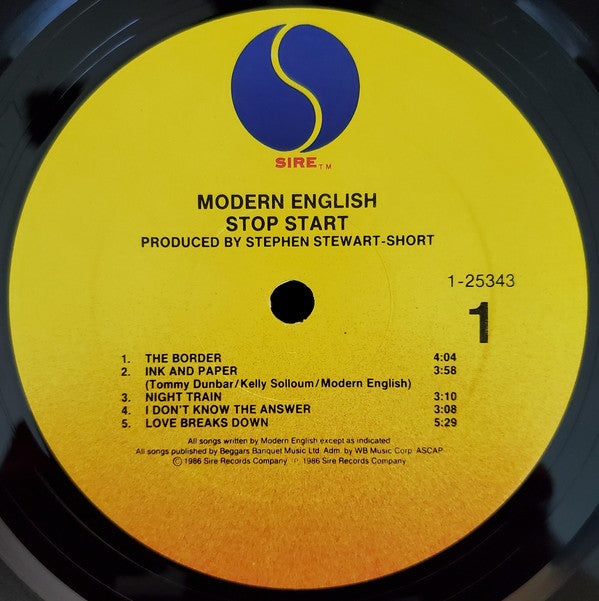 SIRE™
MODERN ENGLISH
STOP START
PRODUCED BY STEPHEN STEWART-SHORT
1-25343
1
1. THE BORDER 4:04
2. INK AND PAPER 3:58
(Tommy Dunbar/Kelly Solloum/Modern English)
3. NIGHT TRAIN 3:10
4. I DON'T KNOW THE ANSWER 3:08
5. LOVE BREAKS DOWN 5:29
All songs written by Modern English except as indicated
All songs published by Beggars Banquet Music Ltd. Adm. by WB Music Corp. ASCAP
©1986 Sire Records Company ℗ 1986 Sire Records Company